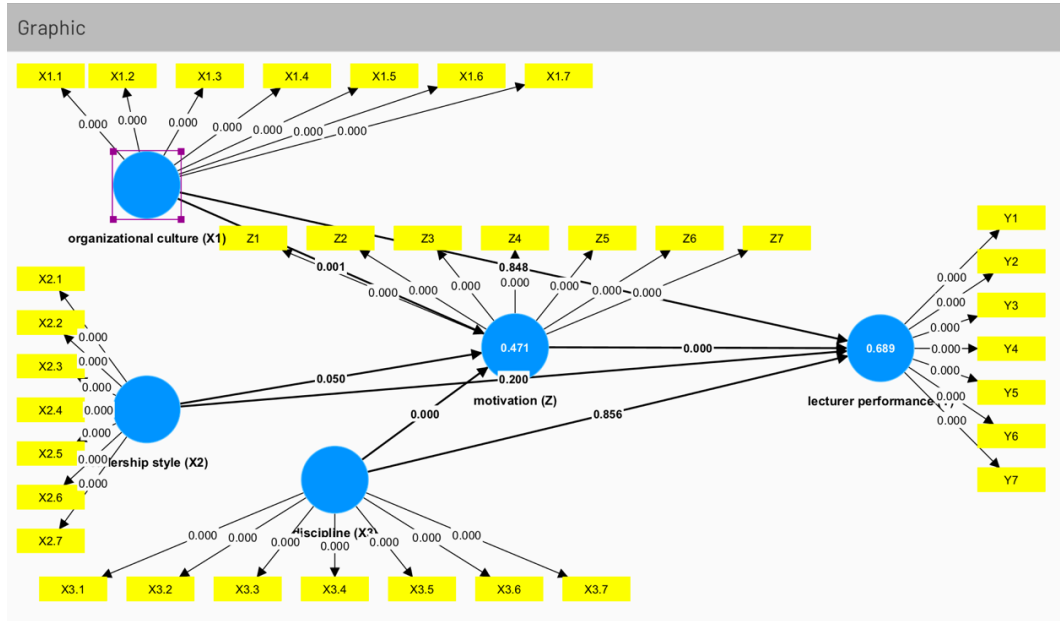 Graphic
X1.1 X1.2 X1.3 X1.4 X1.5 X1.6 X1.7
0.000 0.000 0.000 0.000 0.000 0.000 0.000
organizational culture (X1)
Z1 Z2 Z3 Z4 Z5 Z6 Z7
0.001 0.848
0.000 0.000 0.000 0.000 0.000 0.000 0.000
X2.1
X2.2
X2.3
X2.4
X2.5
X2.6
X2.7
0.000
0.000
0.000
0.000
0.000
0.000
0.000
ership style (X2)
0.471
motivation (Z)
0.050
0.200
0.000
0.000
0.856
0.689
lecturer performance
Y1
Y2
Y3
Y4
Y5
Y6
Y7
0.000
0.000
0.000
0.000
0.000
0.000
0.000
discipline (X3)
0.000 0.000 0.000 0.000 0.000 0.000 0.000
X3.1 X3.2 X3.3 X3.4 X3.5 X3.6 X3.7